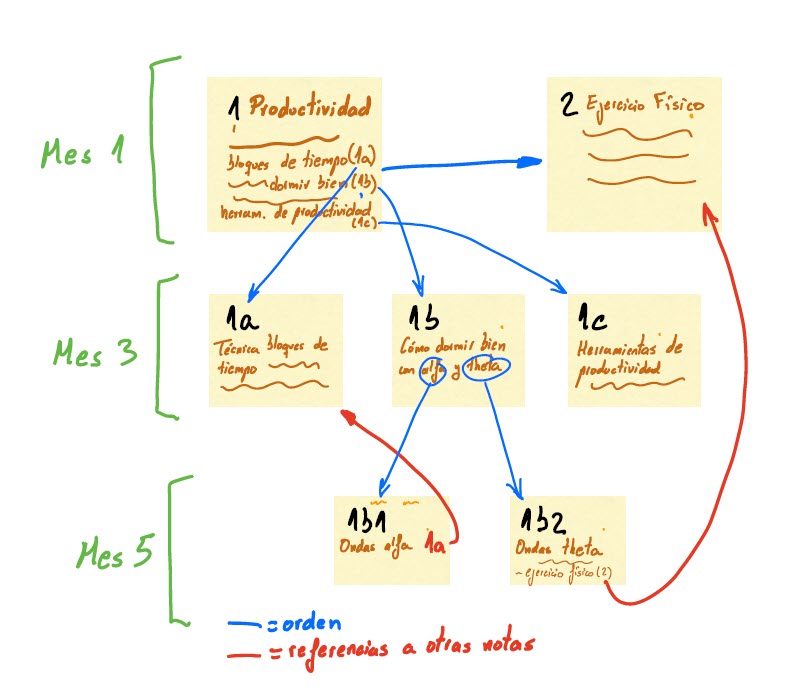 Mes 1
1 Productividad
bloques de tiempo (1a)
dormir bien (1b)
herram. de productividad
(1c)
2 Ejercicio Físico
Mes 3
1a
Técnica bloques de
tiempo
1b
Cómo dormir bien
con alfa y theta
1c
Herramientas de
productividad
Mes 5
1b1
Ondas alfa 1a
1b2
Ondas theta
- ejercicio físico (2)
= orden
= referencias a otras notas